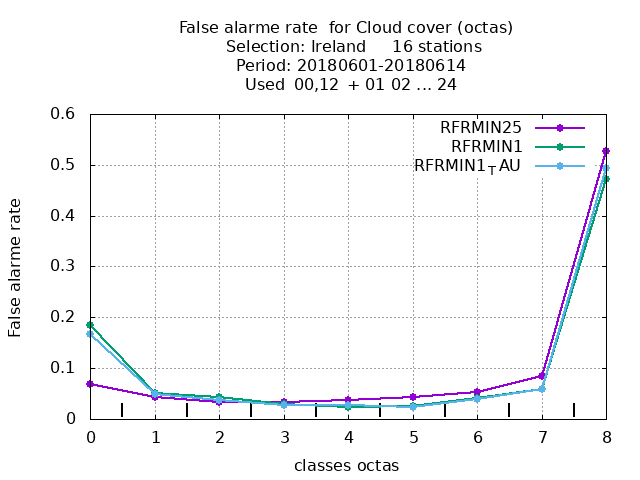 False alarme rate  for Cloud cover (octas)
Selection: Ireland     16 stations
Period: 20180601-20180614
Used  00,12  + 01 02 ... 24
RFRMIN25
RFRMIN1
RFRMIN1TAU
False alarme rate
0.6
0.5
0.4
0.3
0.2
0.1
0
0 1 2 3 4 5 6 7 8
classes octas